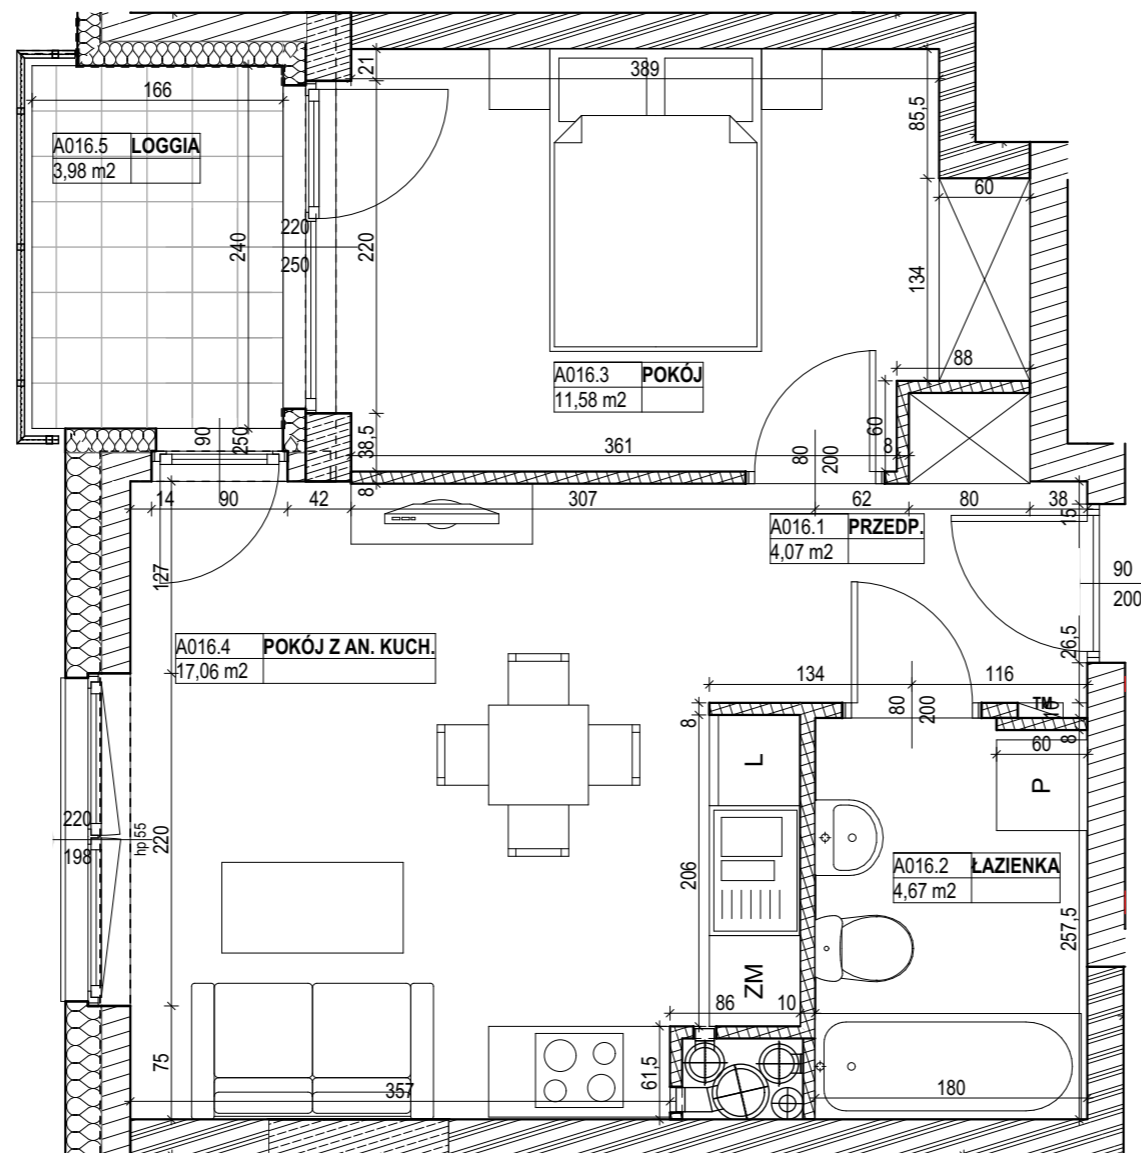 21
389
166
85,5
A016.5 LOGGIA
3,98 m2
60
220
250
240
220
134
88
A016.3 POKÓJ
11,58 m2
90
250
38,5
361
60
8
80
200
8
14 90 42 307 62 80 38
15
A016.1 PRZEDP.
4,07 m2
90
200
127
26,5
A016.4 POKÓJ Z AN. KUCH.
17,06 m2
134 116
80
200
TM
10
8
8
60
L
P
220
198
hp 55
220
206
A016.2 ŁAZIENKA
4,67 m2
257,5
ZM
86 10
75
61,5
357
180